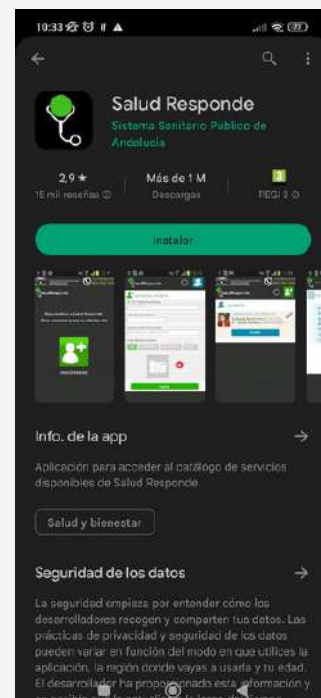 10:33
Salud Responde
Sistema Sanitario Público de
Andalucía
2,9 ★
Más de 1 M
3
15 mil reseñas
Descargas
PEGI 3
Instalar
Info. de la app
Aplicación para acceder al catálogo de servicios
disponibles de Salud Responde
Salud y bienestar
Seguridad de los datos
La seguridad empieza por entender cómo los
desarrolladores recogen y comparten tus datos. Las
prácticas de privacidad y seguridad de los datos
pueden variar en función del modo en que utilices la
aplicación, la región donde vayas a usarla y tu edad.
El desarrollador ha proporcionado esta información y